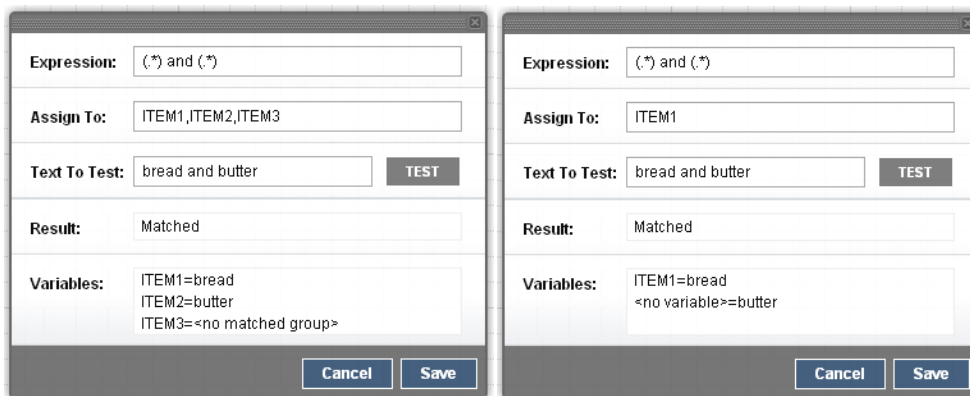 Expression: (.*) and (.*)
Assign To: ITEM1,ITEM2,ITEM3
Text To Test: bread and butter TEST
Result: Matched
Variables: ITEM1=bread
ITEM2=butter
ITEM3=<no matched group>
Cancel Save
Expression: (.*) and (.*)
Assign To: ITEM1
Text To Test: bread and butter TEST
Result: Matched
Variables: ITEM1=bread
<no variable>=butter
Cancel Save